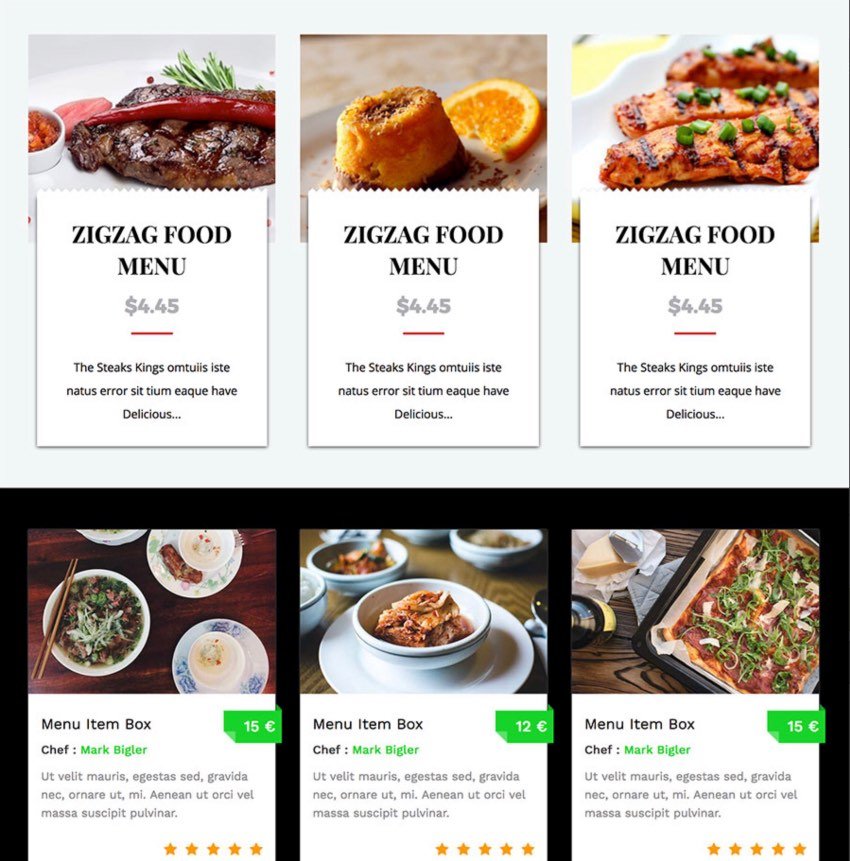 ZIGZAG FOOD
MENU
$4.45
The Steaks Kings omtuiis iste
natus error sit tium eaque have
Delicious...
ZIGZAG FOOD
MENU
$4.45
The Steaks Kings omtuiis iste
natus error sit tium eaque have
Delicious...
ZIGZAG FOOD
MENU
$4.45
The Steaks Kings omtuiis iste
natus error sit tium eaque have
Delicious...
Menu Item Box
15 €
Chef : Mark Bigler
Ut velit mauris, egestas sed, gravida
nec, ornare ut, mi. Aenean ut orci vel
massa suscipit pulvinar.
Menu Item Box
12 €
Chef : Mark Bigler
Ut velit mauris, egestas sed, gravida
nec, ornare ut, mi. Aenean ut orci vel
massa suscipit pulvinar.
Menu Item Box
15 €
Chef : Mark Bigler
Ut velit mauris, egestas sed, gravida
nec, ornare ut, mi. Aenean ut orci vel
massa suscipit pulvinar.